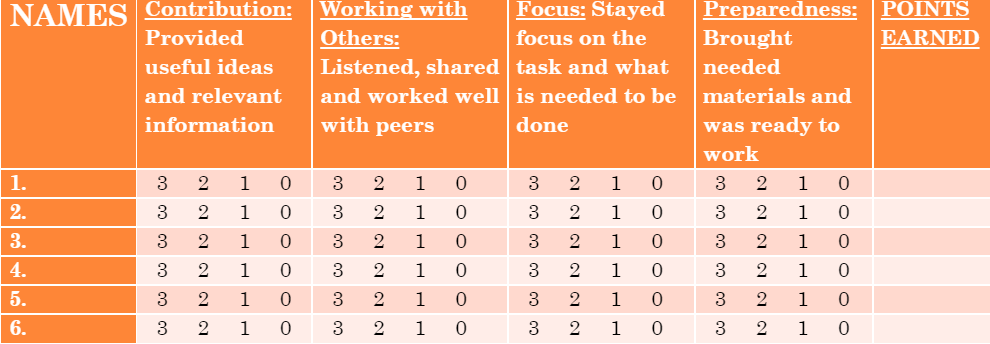 NAMES
Contribution:
Provided
useful ideas
and relevant
information
Working with
Others:
Listened, shared
and worked well
with peers
Focus: Stayed
focus on the
task and what
is needed to be
done
Preparedness:
Brought
needed
materials and
was ready to
work
POINTS
EARNED
1. 3 2 1 0 3 2 1 0 3 2 1 0 3 2 1 0
2. 3 2 1 0 3 2 1 0 3 2 1 0 3 2 1 0
3. 3 2 1 0 3 2 1 0 3 2 1 0 3 2 1 0
4. 3 2 1 0 3 2 1 0 3 2 1 0 3 2 1 0
5. 3 2 1 0 3 2 1 0 3 2 1 0 3 2 1 0
6. 3 2 1 0 3 2 1 0 3 2 1 0 3 2 1 0